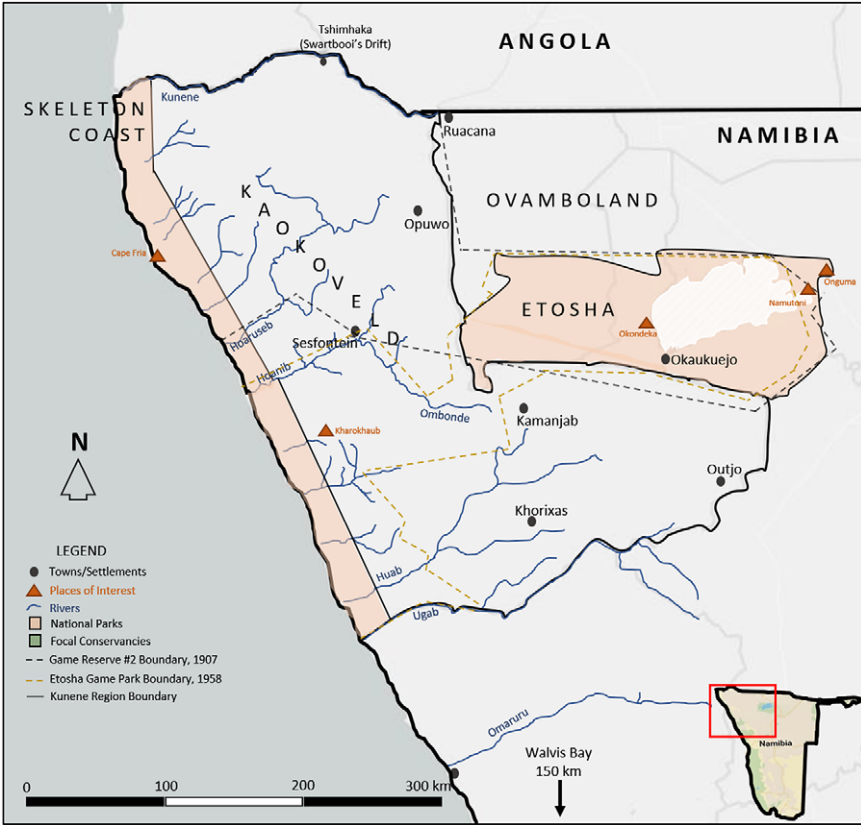 Tshimhaka
(Swartbooi's Drift)
ANGOLA
Kunene
SKELETON
COAST
Ruacana
NAMIBIA
OVAMBOLAND
KAOKOVELD
Opuwo
Cape Fria
Onguma
Namutoni
ETOSHA
Okondeka
Hoaruseb
Sesfontein
Okaukuejo
Hoanib
Ombonde
Kamanjab
Kharokhaub
N
Outjo
Khorixas
LEGEND
Towns/Settlements
Places of Interest
Rivers
National Parks
Focal Conservancies
Game Reserve #2 Boundary, 1907
Etosha Game Park Boundary, 1958
Kunene Region Boundary
Huab
Ugab
Omaruru
Namibia
Walvis Bay
150 km
0 100 200 300 km